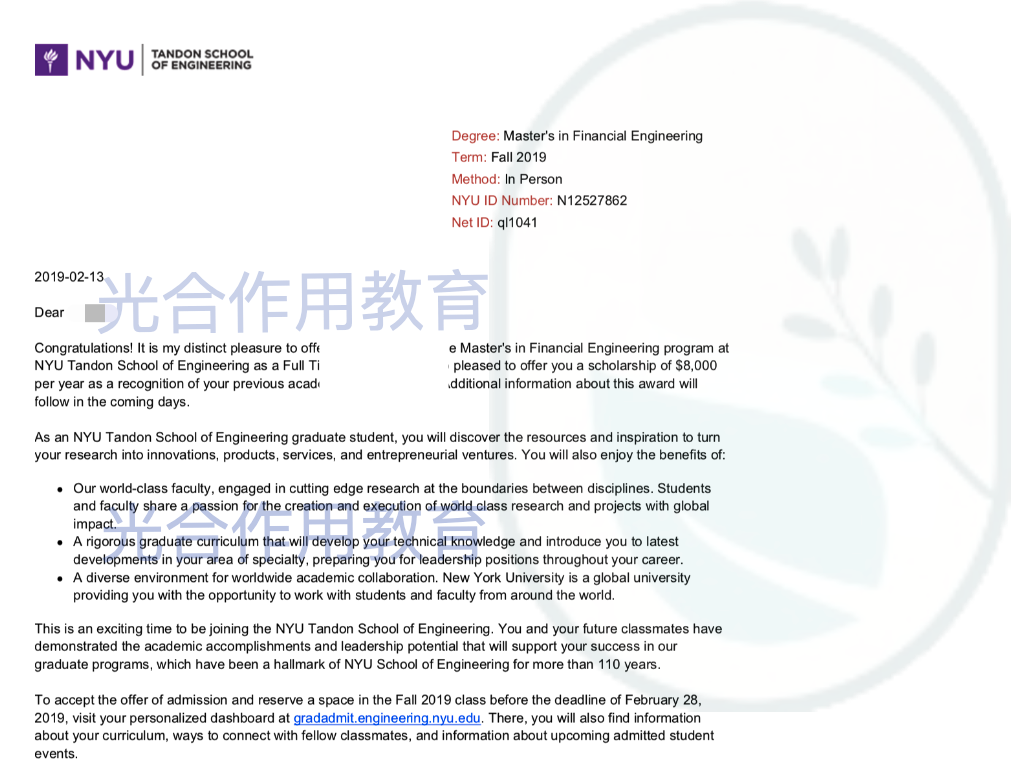 NYU
TANDON SCHOOL
OF ENGINEERING
Degree: Master's in Financial Engineering
Term: Fall 2019
Method: In Person
NYU ID Number: N12527862
Net ID: ql1041
2019-02-13
光合作用教育
Dear
Congratulations! It is my distinct pleasure to e Master's in Financial Engineering program at
NYU Tandon School of Engineering as a Full pleased to offer you a scholarship of $8,000
per year as a recognition of your previous information about this award will
follow in the coming days.
As an NYU Tandon School of Engineering graduate student, you will discover the resources and inspiration to turn
your research into innovations, products, services, and entrepreneurial ventures. You will also enjoy the benefits of:
• Our world-class faculty, engaged in cutting edge research at the boundaries between disciplines. Students
and faculty share a passion for the creation and execution of world class research and projects with global
impact.
光合作用教育
• A rigorous graduate curriculum that will develop your technical knowledge and introduce you to latest
developments in your area of specialty, preparing you for leadership positions throughout your career.
• A diverse environment for worldwide academic collaboration. New York University is a global university
providing you with the opportunity to work with students and faculty from around the world.
This is an exciting time to be joining the NYU Tandon School of Engineering. You and your future classmates have
demonstrated the academic accomplishments and leadership potential that will support your success in our
graduate programs, which have been a hallmark of NYU School of Engineering for more than 110 years.
To accept the offer of admission and reserve a space in the Fall 2019 class before the deadline of February 28,
2019, visit your personalized dashboard at gradadmit.engineering.nyu.edu. There, you will also find information
about your curriculum, ways to connect with fellow classmates, and information about upcoming admitted student
events.